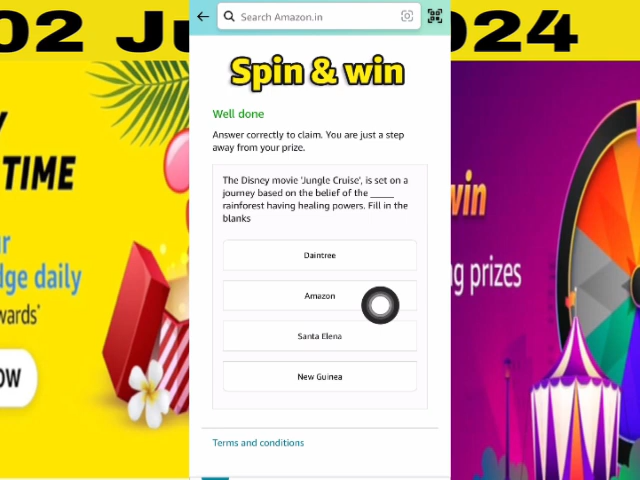 02 Ju 024
Search Amazon.in
Spin & win
Well done
Answer correctly to claim. You are just a step
away from your prize.
The Disney movie 'Jungle Cruise', is set on a
journey based on the belief of the _____
rainforest having healing powers. Fill in the
blanks
Daintree
Amazon
Santa Elena
New Guinea
Terms and conditions
Y
TIME
ur
dge daily
wards*
OW
win
g prizes